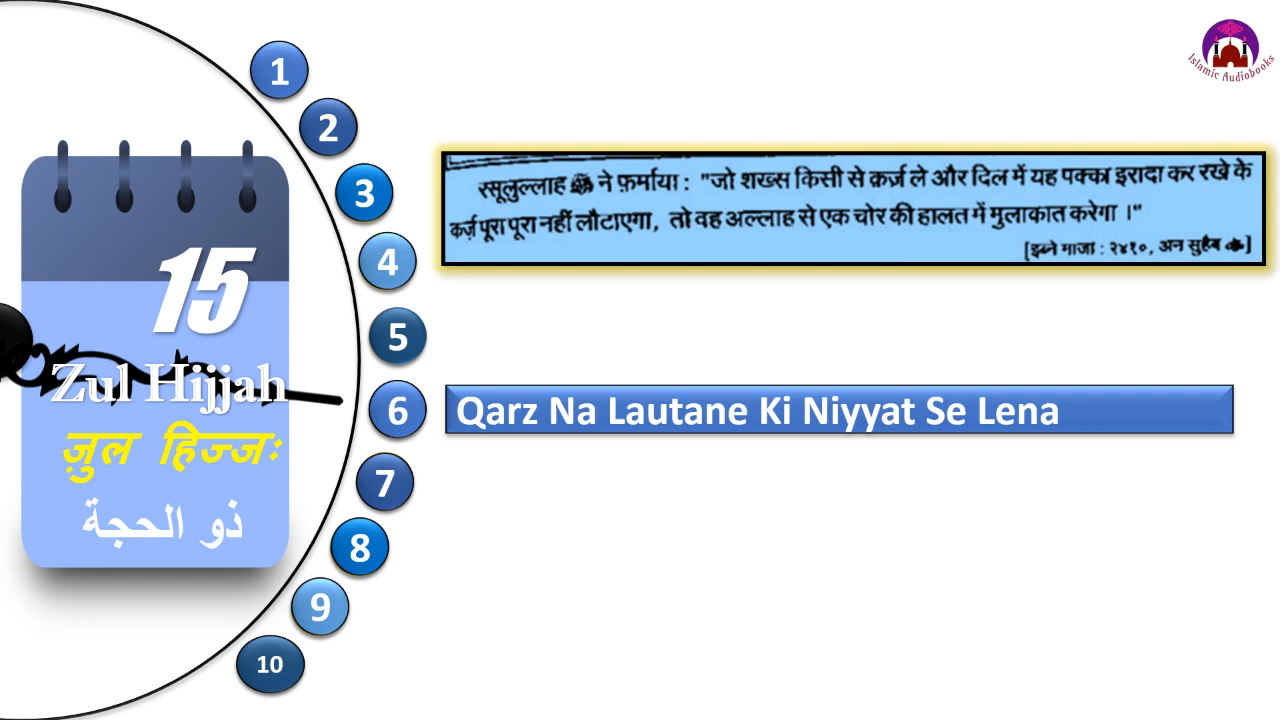 1
2
3
4
5
6
7
8
9
10
15
Zul Hijjah
ज़ुल हिज्जः
ذو الحجة
Islamic Audiobooks
रसूलुल्लाह ﷺ ने फ़र्माया : "जो शख्स किसी से क़र्ज़ ले और दिल में यह पक्का इरादा कर रखे के
कर्ज़ पूरा पूरा नहीं लौटाएगा, तो वह अल्लाह से एक चोर की हालत में मुलाकात करेगा ।"
[इब्ने माजा : २४१०, अन सुहैब]
Qarz Na Lautane Ki Niyyat Se Lena